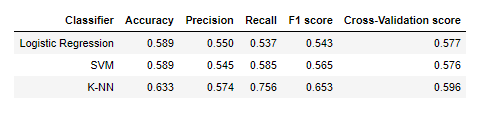 Classifier Accuracy Precision Recall F1 score Cross-Validation score
Logistic Regression 0.589 0.550 0.537 0.543 0.577
SVM 0.589 0.545 0.585 0.565 0.576
K-NN 0.633 0.574 0.756 0.653 0.596